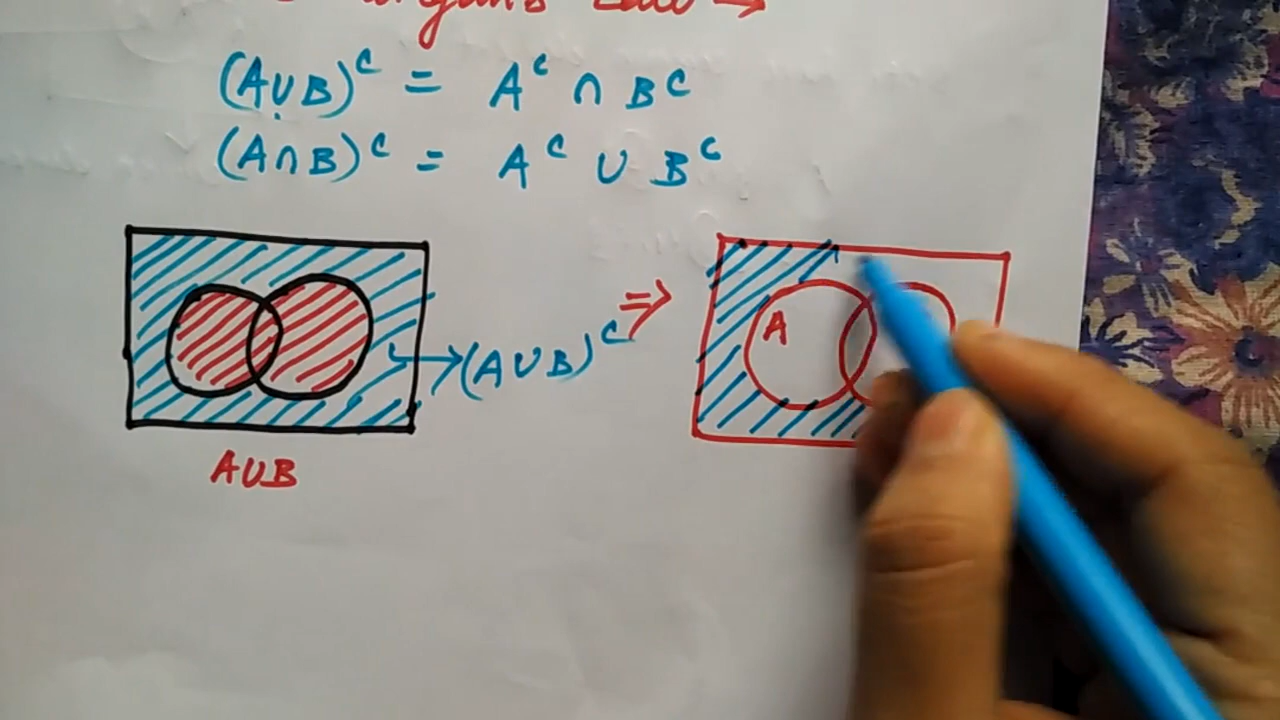 (A∪B)ᶜ = Aᶜ ∩ Bᶜ
(A∩B)ᶜ = Aᶜ ∪ Bᶜ
A
⇒
→(A∪B)ᶜ
A∪B